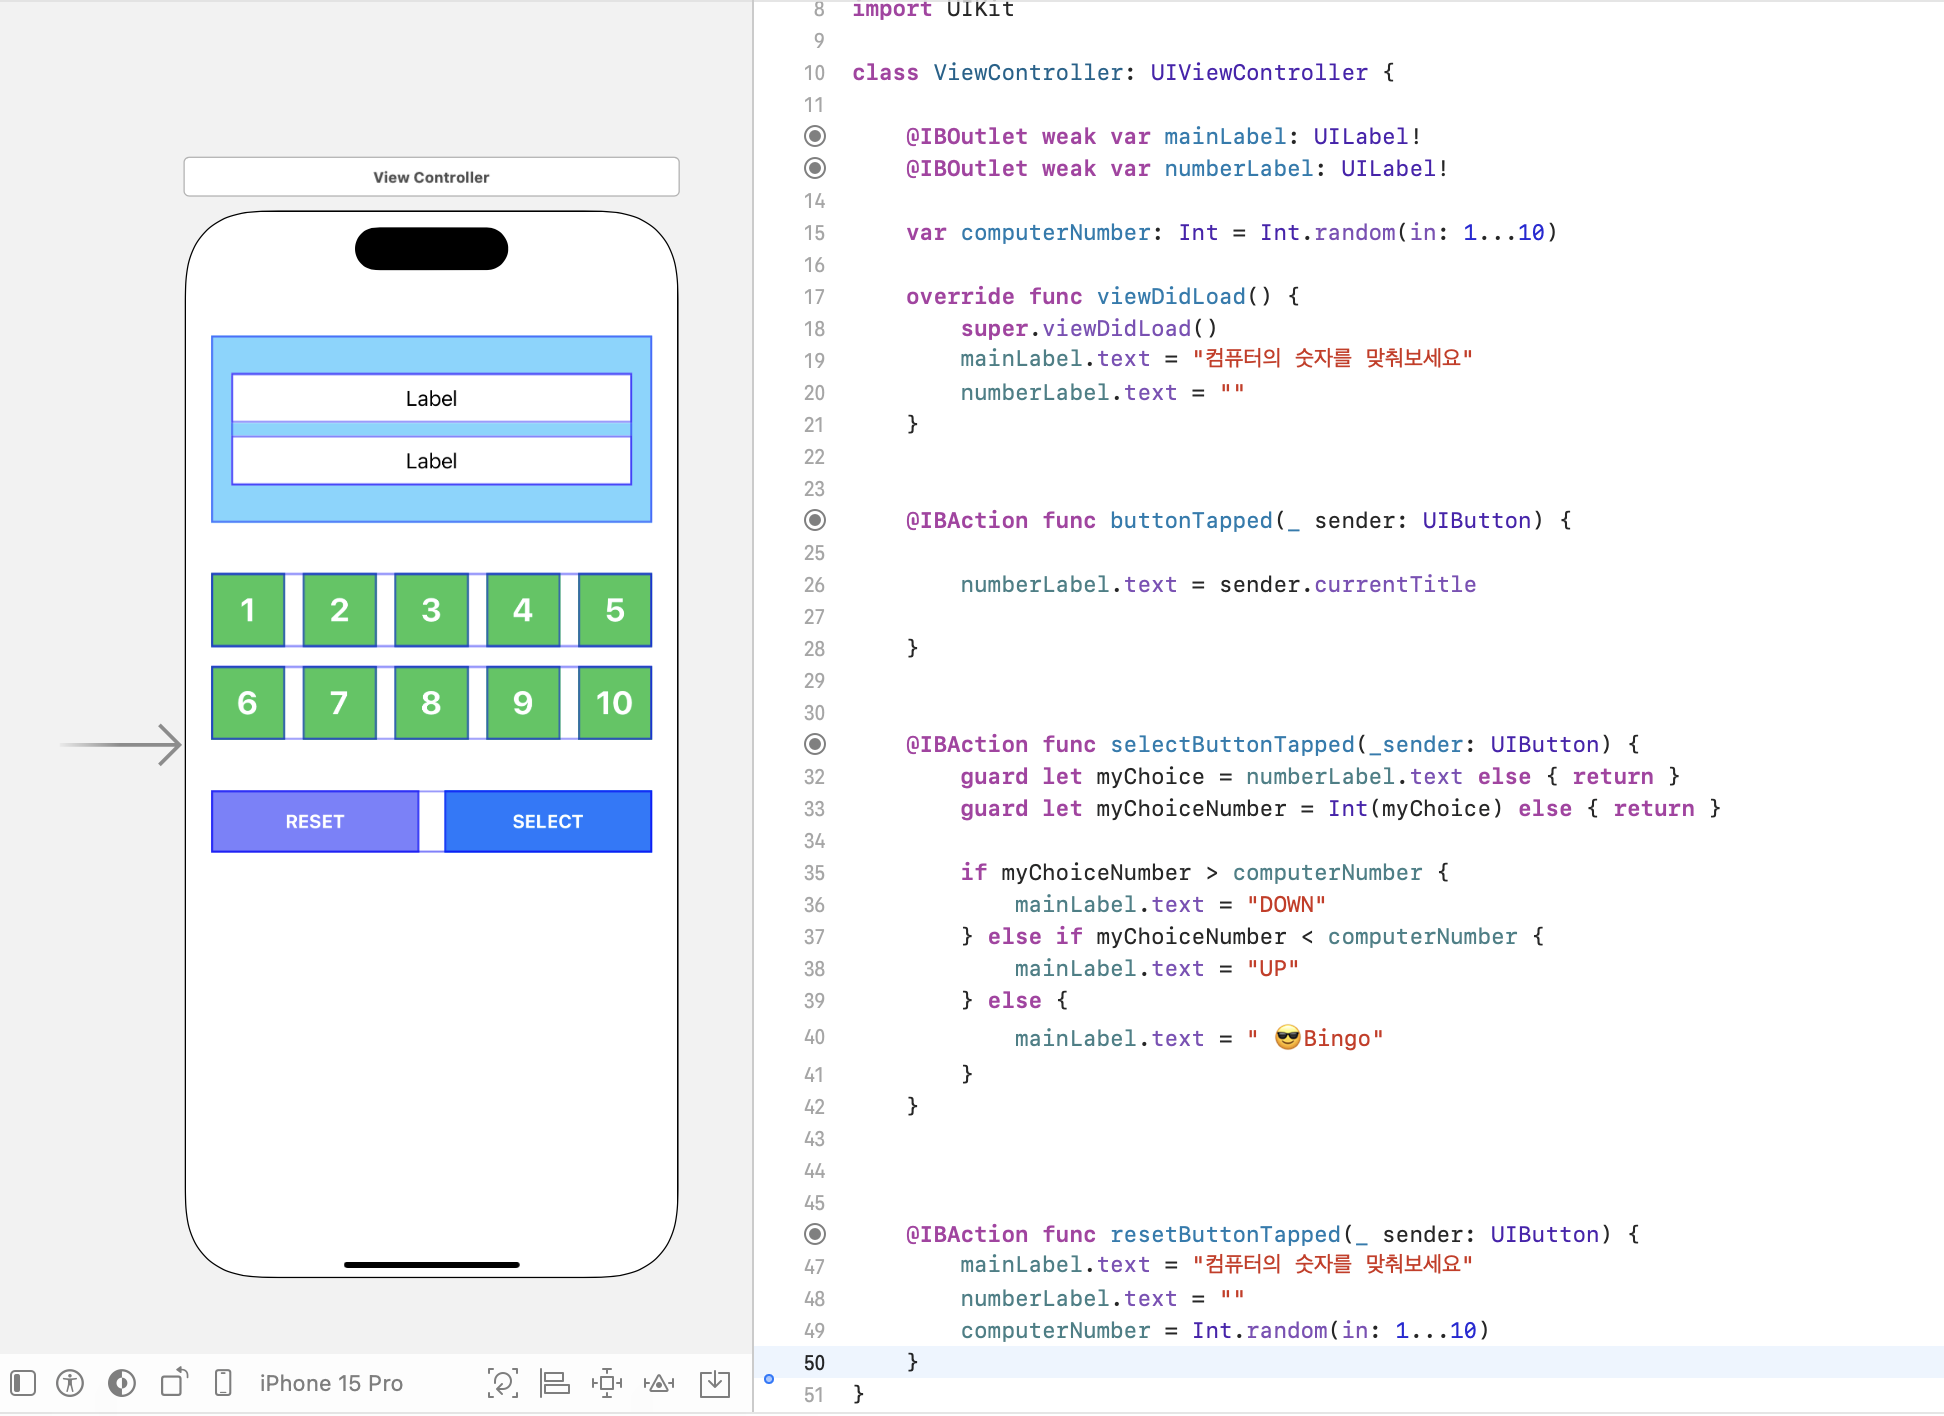 View Controller
Label
Label
1 2 3 4 5
6 7 8 9 10
RESET SELECT
iPhone 15 Pro
8 import UIKit
9
10 class ViewController: UIViewController {
11
@IBOutlet weak var mainLabel: UILabel!
@IBOutlet weak var numberLabel: UILabel!
14
15 var computerNumber: Int = Int.random(in: 1...10)
16
17 override func viewDidLoad() {
18 super.viewDidLoad()
19 mainLabel.text = "컴퓨터의 숫자를 맞춰보세요"
20 numberLabel.text = ""
21 }
22
23
@IBAction func buttonTapped(_ sender: UIButton) {
25
26 numberLabel.text = sender.currentTitle
27
28 }
29
30
@IBAction func selectButtonTapped(_sender: UIButton) {
32 guard let myChoice = numberLabel.text else { return }
33 guard let myChoiceNumber = Int(myChoice) else { return }
34
35 if myChoiceNumber > computerNumber {
36 mainLabel.text = "DOWN"
37 } else if myChoiceNumber < computerNumber {
38 mainLabel.text = "UP"
39 } else {
40 mainLabel.text = " 😎Bingo"
41 }
42 }
43
44
45
@IBAction func resetButtonTapped(_ sender: UIButton) {
47 mainLabel.text = "컴퓨터의 숫자를 맞춰보세요"
48 numberLabel.text = ""
49 computerNumber = Int.random(in: 1...10)
50 }
51 }